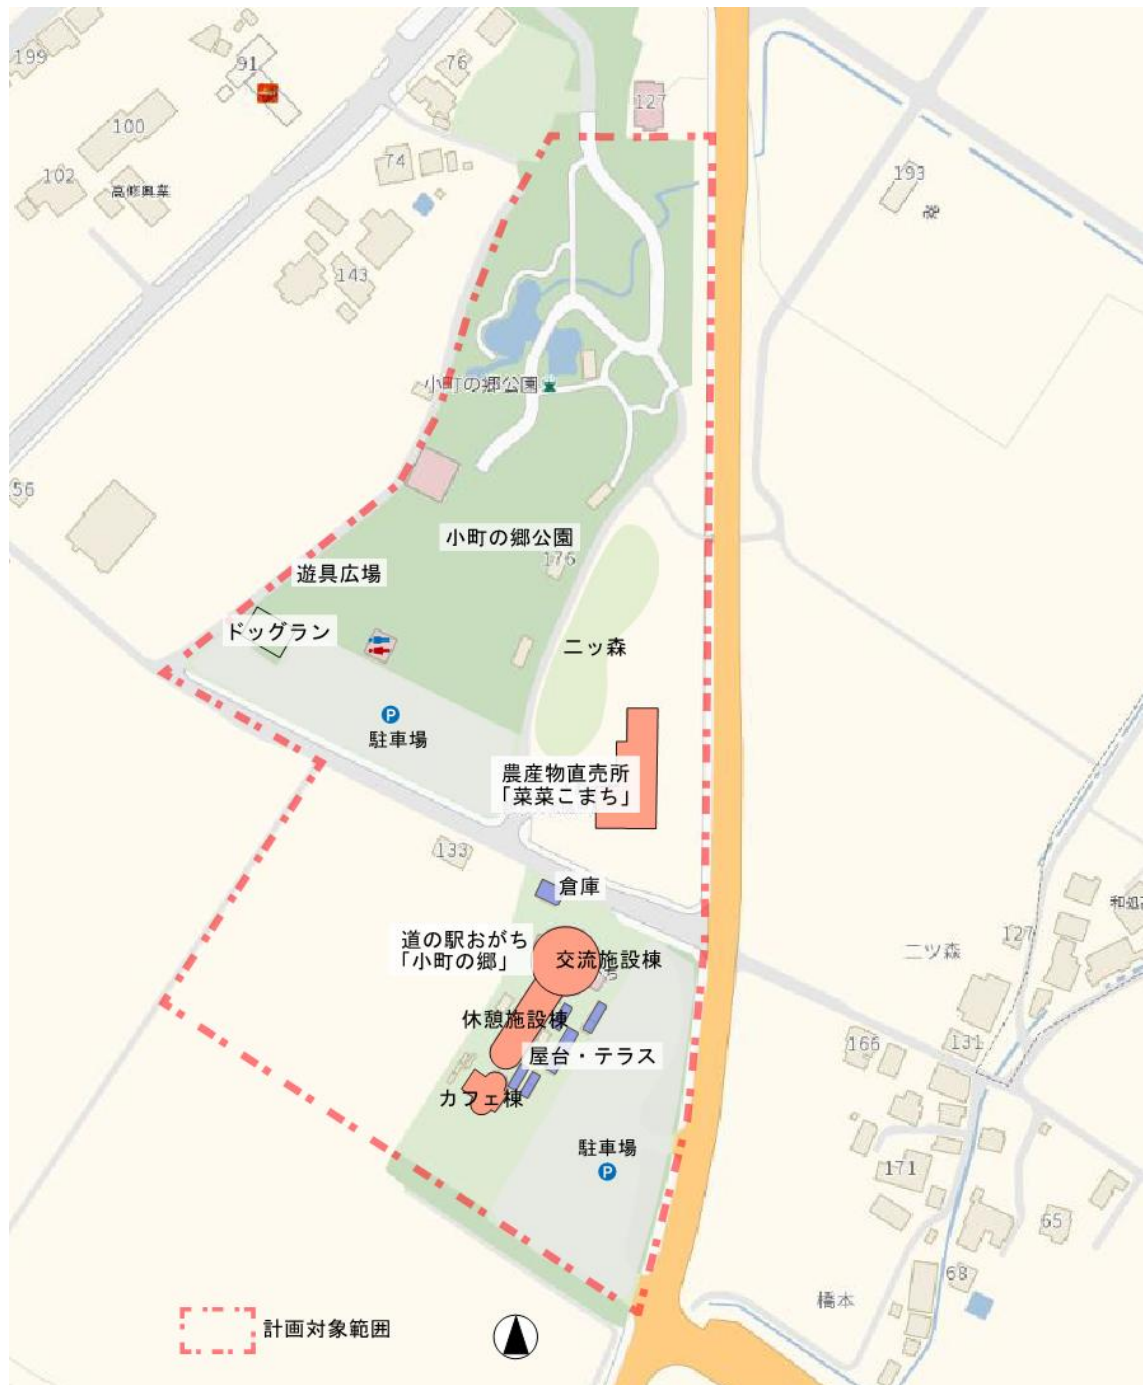 199
91
76
100
127
74
102
高修興業
193
143
小町の郷公園
56
小町の郷公園
176
遊具広場
ドッグラン
二ッ森
P
駐車場
農産物直売所
「菜菜こまち」
133
倉庫
道の駅おがち
「小町の郷」
交流施設棟
ち
127
二ツ森
休憩施設棟
屋台・テラス
166
131
カフェ棟
駐車場
P
171
65
68
橋本
計画対象範囲